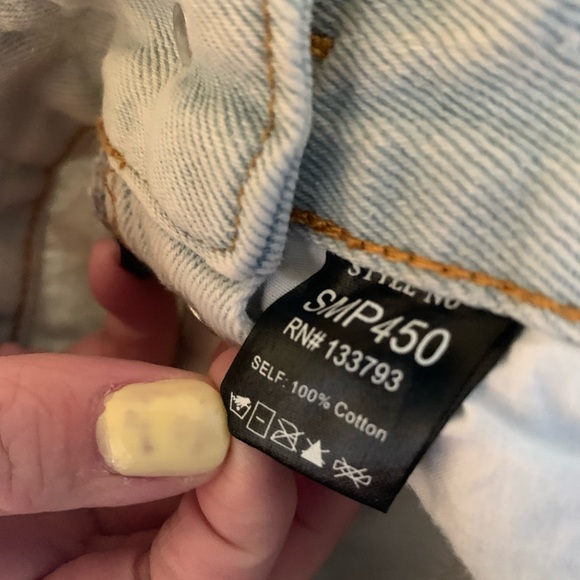 STYLE NO
SMP450
RN# 133793
SELF: 100% Cotton